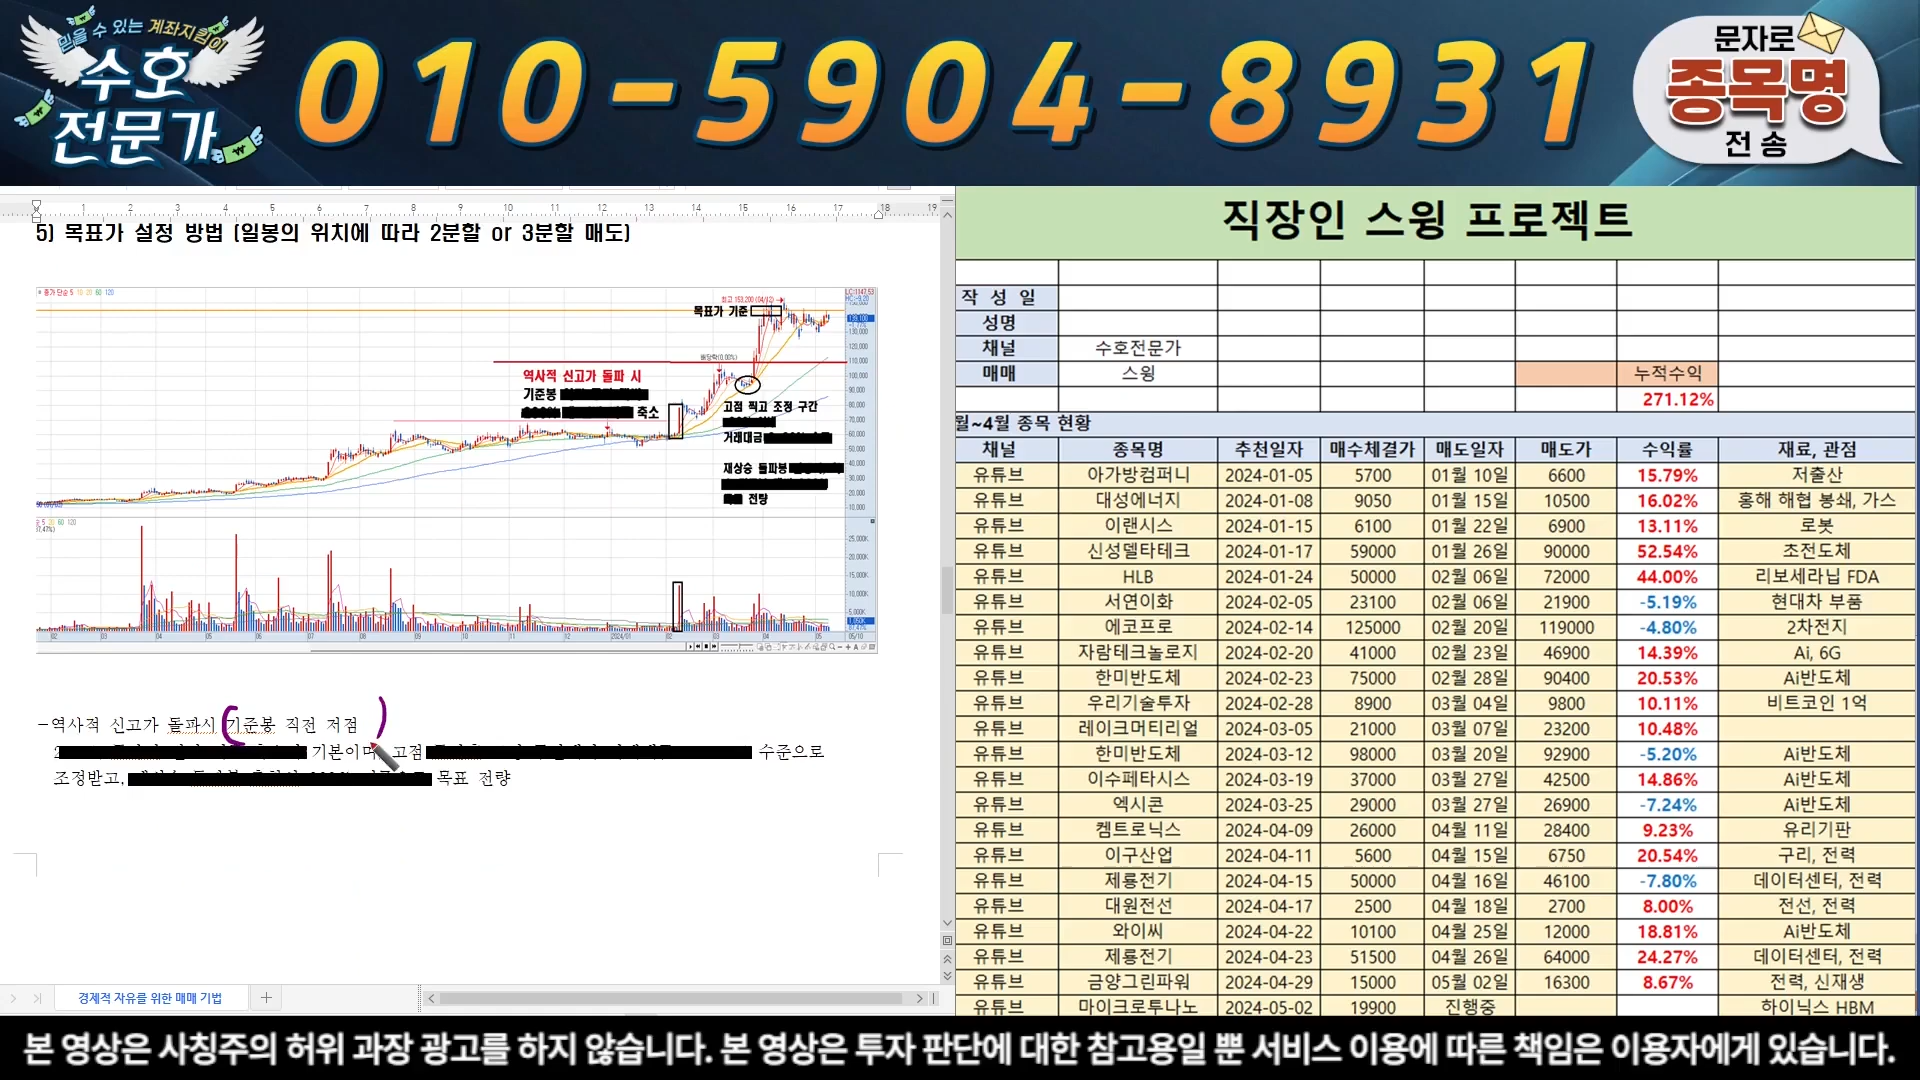 믿을 수 있는 계좌지킴이
수호
전문가
010-5904-8931
문자로
종목명
전송
5) 목표가 설정 방법 (일봉의 위치에 따라 2분할 or 3분할 매도)
종가 단순 5 10 20 60 120
최고 153,200 (04/12)
목표가 기준
배당락(0.00%)
역사적 신고가 돌파 시
기준봉
축소
고점 찍고 조정 구간
거래대금
재상승 돌파봉
전량
-역사적 신고가 돌파시 (기준봉 직전 저점 )
기본이며, 고점 수준으로
조정받고, 목표 전량
경제적 자유를 위한 매매 기법
직장인 스윙 프로젝트
작 성 일
성명
채널 수호전문가
매매 스윙 누적수익
271.12%
월~4월 종목 현황
채널 종목명 추천일자 매수체결가 매도일자 매도가 수익률 재료, 관점
유튜브 아가방컴퍼니 2024-01-05 5700 01월 10일 6600 15.79% 저출산
유튜브 대성에너지 2024-01-08 9050 01월 15일 10500 16.02% 홍해 해협 봉쇄, 가스
유튜브 이랜시스 2024-01-15 6100 01월 22일 6900 13.11% 로봇
유튜브 신성델타테크 2024-01-17 59000 01월 26일 90000 52.54% 초전도체
유튜브 HLB 2024-01-24 50000 02월 06일 72000 44.00% 리보세라닙 FDA
유튜브 서연이화 2024-02-05 23100 02월 06일 21900 -5.19% 현대차 부품
유튜브 에코프로 2024-02-14 125000 02월 20일 119000 -4.80% 2차전지
유튜브 자람테크놀로지 2024-02-20 41000 02월 23일 46900 14.39% Ai, 6G
유튜브 한미반도체 2024-02-23 75000 02월 28일 90400 20.53% Ai반도체
유튜브 우리기술투자 2024-02-28 8900 03월 04일 9800 10.11% 비트코인 1억
유튜브 레이크머티리얼 2024-03-05 21000 03월 07일 23200 10.48%
유튜브 한미반도체 2024-03-12 98000 03월 20일 92900 -5.20% Ai반도체
유튜브 이수페타시스 2024-03-19 37000 03월 27일 42500 14.86% Ai반도체
유튜브 엑시콘 2024-03-25 29000 03월 27일 26900 -7.24% Ai반도체
유튜브 켐트로닉스 2024-04-09 26000 04월 11일 28400 9.23% 유리기판
유튜브 이구산업 2024-04-11 5600 04월 15일 6750 20.54% 구리, 전력
유튜브 제룡전기 2024-04-15 50000 04월 16일 46100 -7.80% 데이터센터, 전력
유튜브 대원전선 2024-04-17 2500 04월 18일 2700 8.00% 전선, 전력
유튜브 와이씨 2024-04-22 10100 04월 25일 12000 18.81% Ai반도체
유튜브 제룡전기 2024-04-23 51500 04월 26일 64000 24.27% 데이터센터, 전력
유튜브 금양그린파워 2024-04-29 15000 05월 02일 16300 8.67% 전력, 신재생
유튜브 마이크로투나노 2024-05-02 19900 진행중 하이닉스 HBM
본 영상은 사칭주의 허위 과장 광고를 하지 않습니다. 본 영상은 투자 판단에 대한 참고용일 뿐 서비스 이용에 따른 책임은 이용자에게 있습니다.